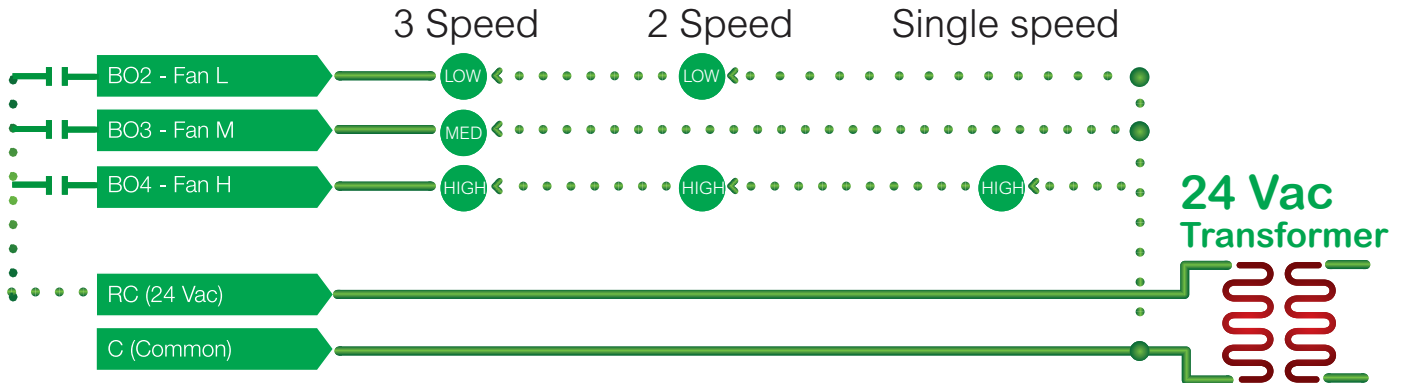 3 Speed 2 Speed Single speed
BO2 - Fan L LOW LOW
BO3 - Fan M MED
BO4 - Fan H HIGH HIGH HIGH
24 Vac
Transformer
RC (24 Vac)
C (Common)